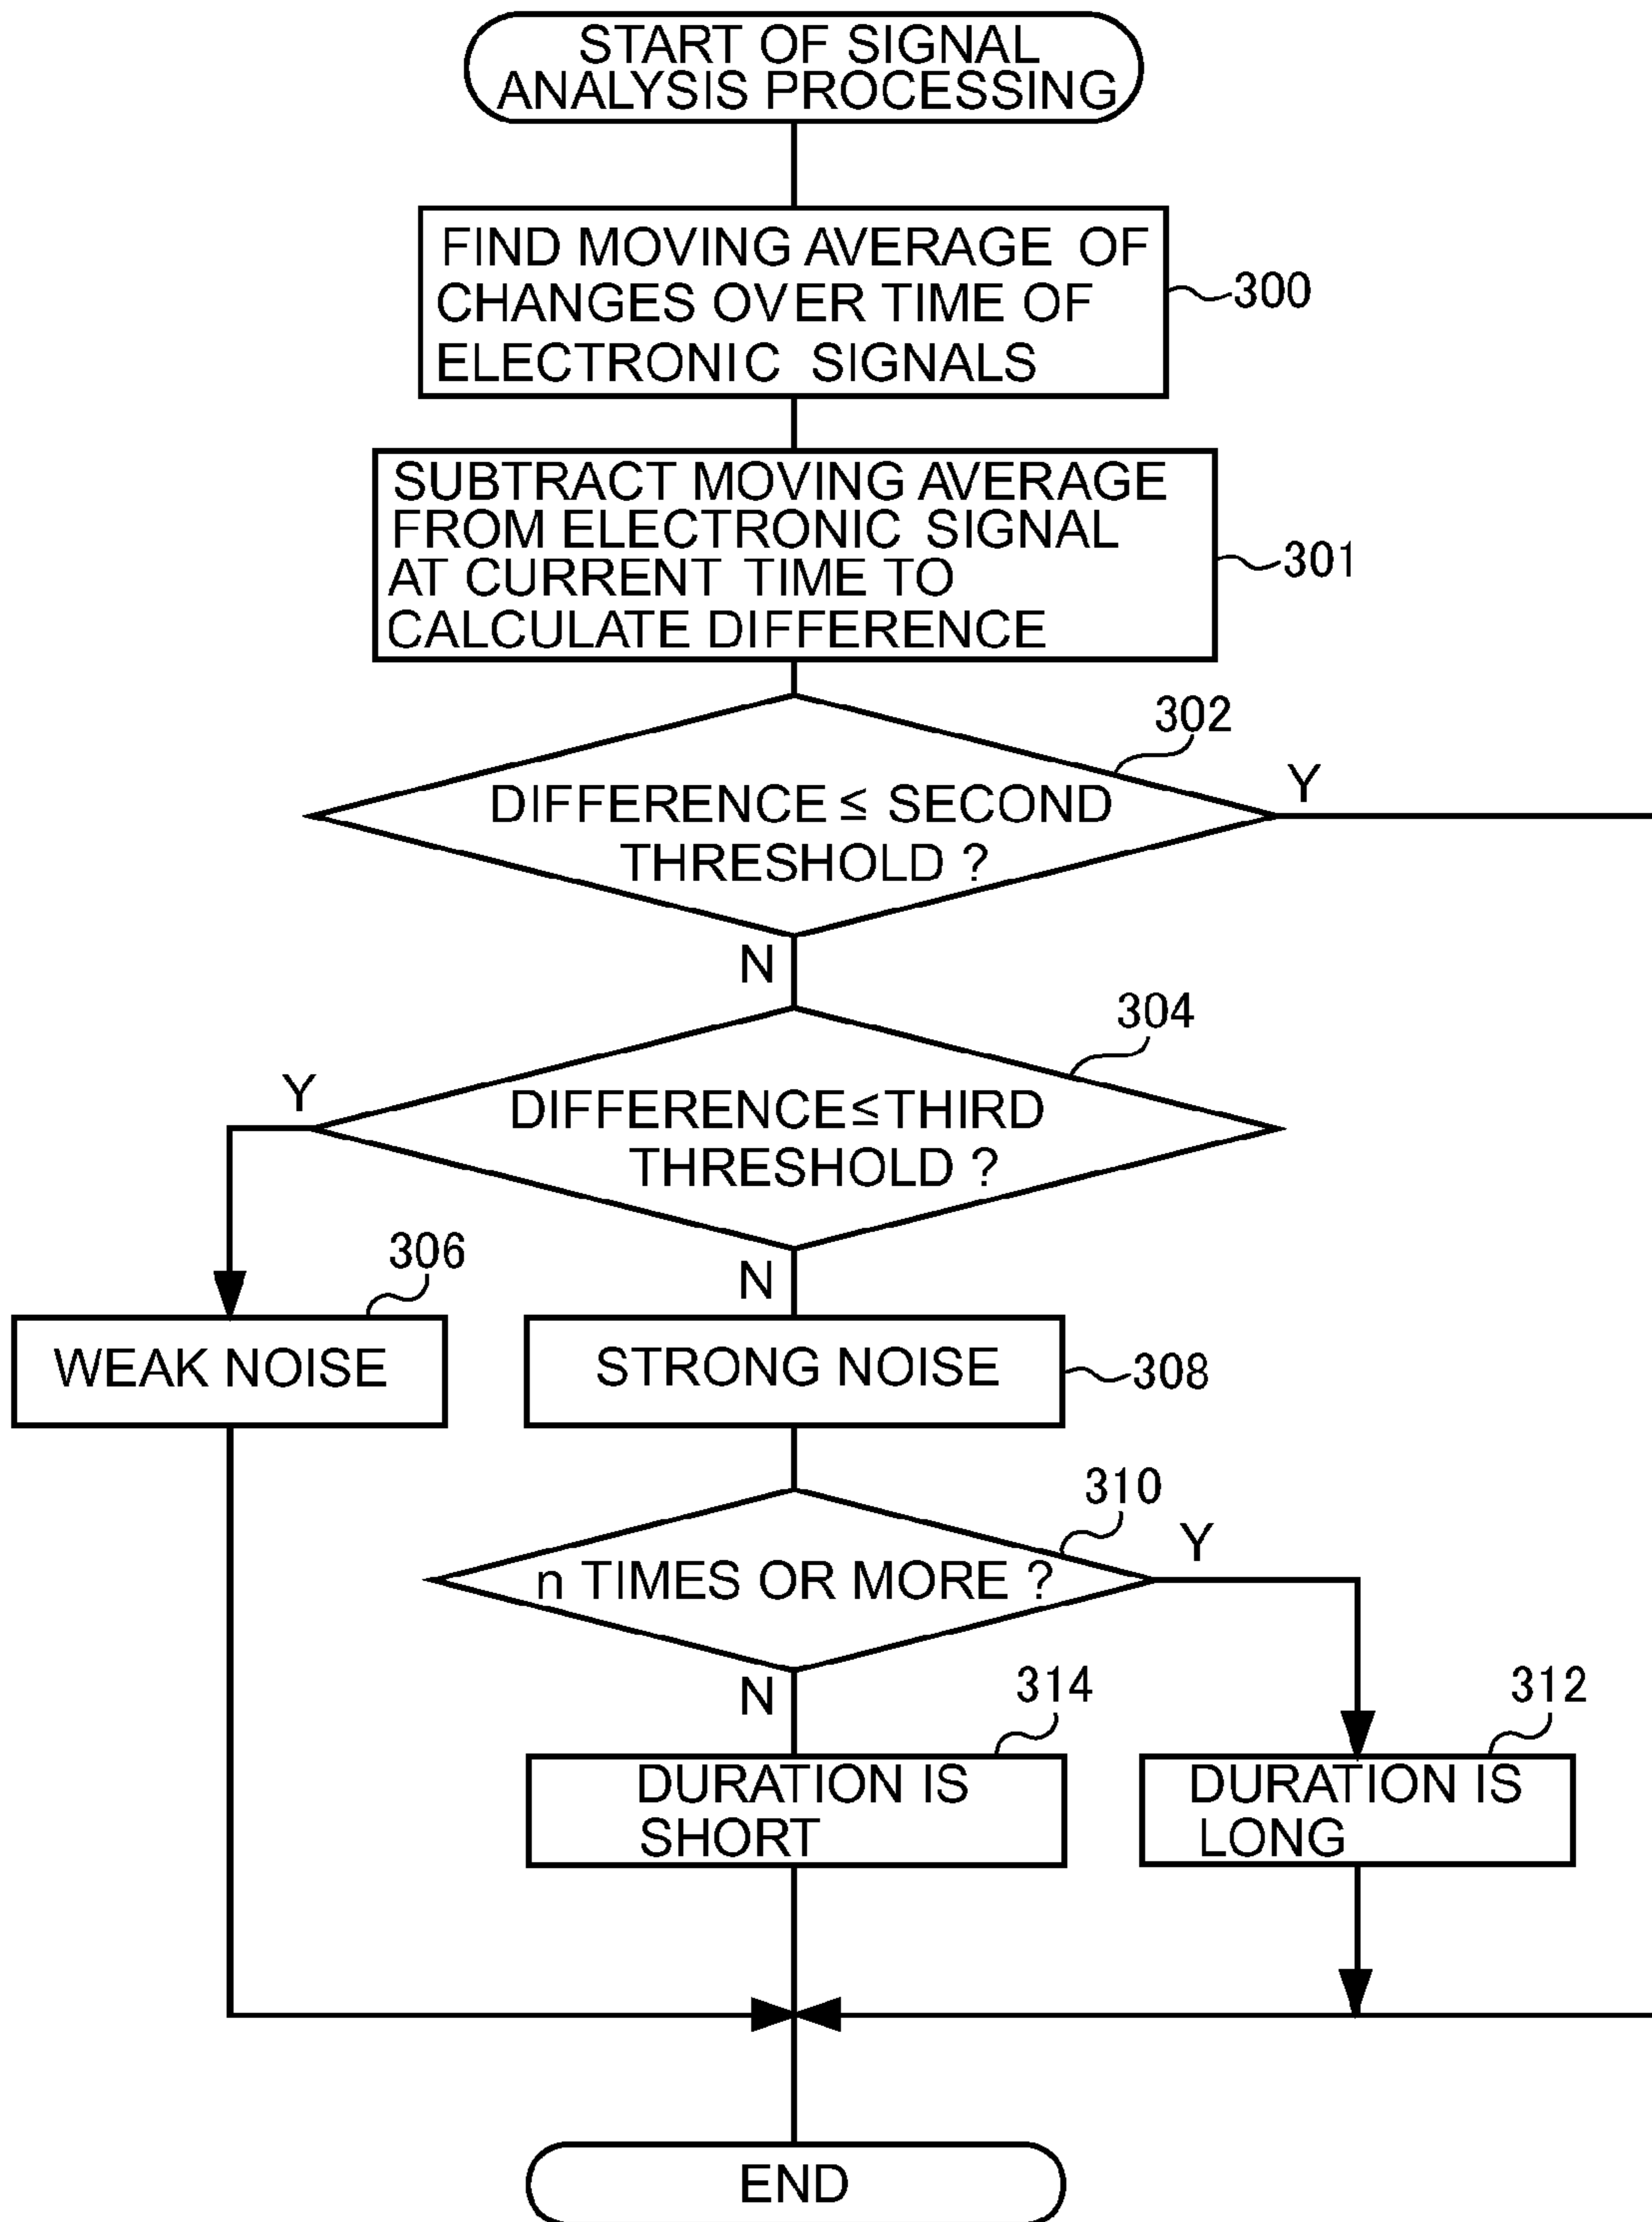 START OF SIGNAL
ANALYSIS PROCESSING
FIND MOVING AVERAGE OF
CHANGES OVER TIME OF
ELECTRONIC SIGNALS
300
SUBTRACT MOVING AVERAGE
FROM ELECTRONIC SIGNAL
AT CURRENT TIME TO
CALCULATE DIFFERENCE
301
302
DIFFERENCE ≤ SECOND
THRESHOLD ?
Y
N
304
DIFFERENCE≤THIRD
THRESHOLD ?
Y
N
306
WEAK NOISE
STRONG NOISE
308
310
n TIMES OR MORE ?
Y
N
314
DURATION IS
SHORT
312
DURATION IS
LONG
END